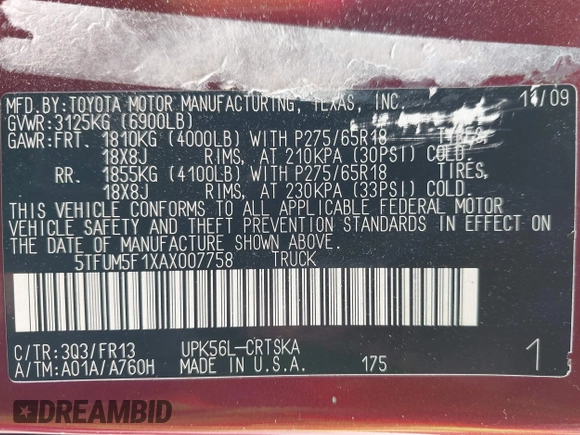 MFD.BY:TOYOTA MOTOR MANUFACTURING, TEXAS, INC. 11/09
GVWR:3125KG (6900LB)
GAWR:FRT. 1810KG (4000LB) WITH P275/65R18 TIRES,
18X8J RIMS, AT 210KPA (30PSI) COLD.
RR. 1855KG (4100LB) WITH P275/65R18 TIRES,
18X8J RIMS, AT 230KPA (33PSI) COLD.
THIS VEHICLE CONFORMS TO ALL APPLICABLE FEDERAL MOTOR
VEHICLE SAFETY AND THEFT PREVENTION STANDARDS IN EFFECT ON
THE DATE OF MANUFACTURE SHOWN ABOVE.
5TFUM5F1XAX007758 TRUCK
C/TR:3Q3/FR13 UPK56L-CRTSKA
A/TM:A01A/A760H MADE IN U.S.A. 175 1
DREAMBID